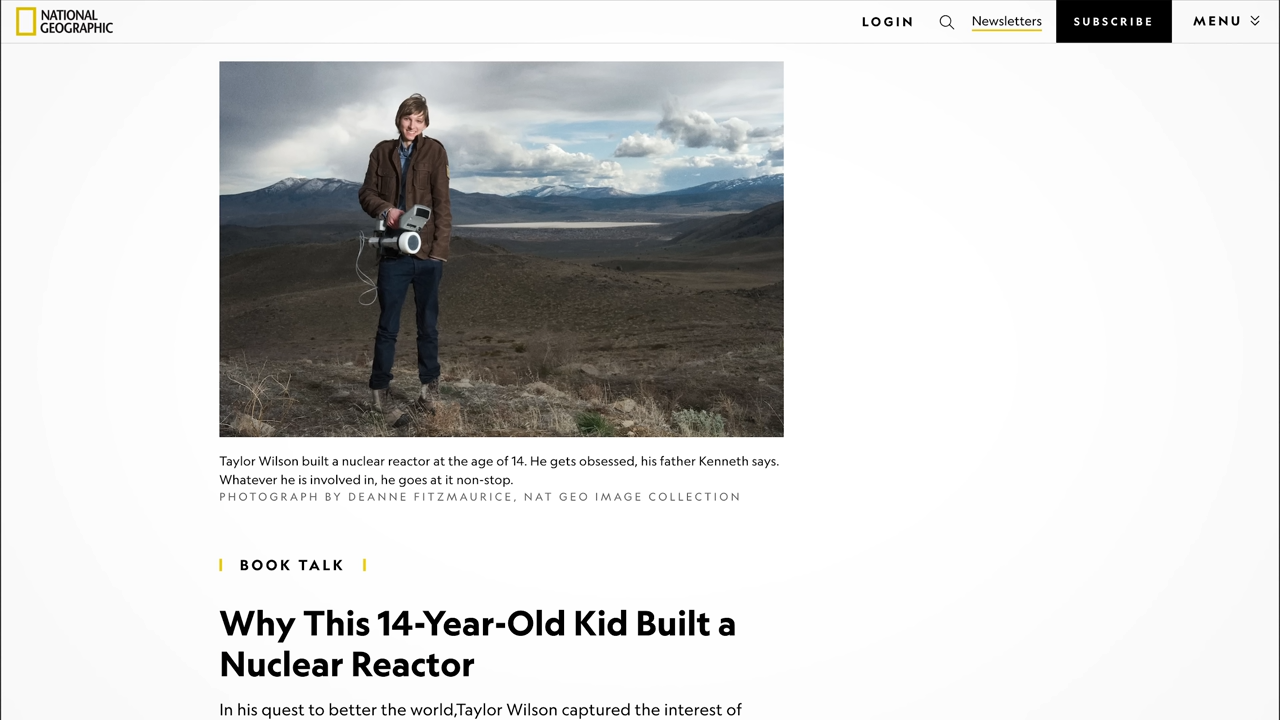 NATIONAL
GEOGRAPHIC
LOGIN
Newsletters
SUBSCRIBE
MENU
Taylor Wilson built a nuclear reactor at the age of 14. He gets obsessed, his father Kenneth says.
Whatever he is involved in, he goes at it non-stop.
PHOTOGRAPH BY DEANNE FITZMAURICE, NAT GEO IMAGE COLLECTION
BOOK TALK
Why This 14-Year-Old Kid Built a
Nuclear Reactor
In his quest to better the world,Taylor Wilson captured the interest of